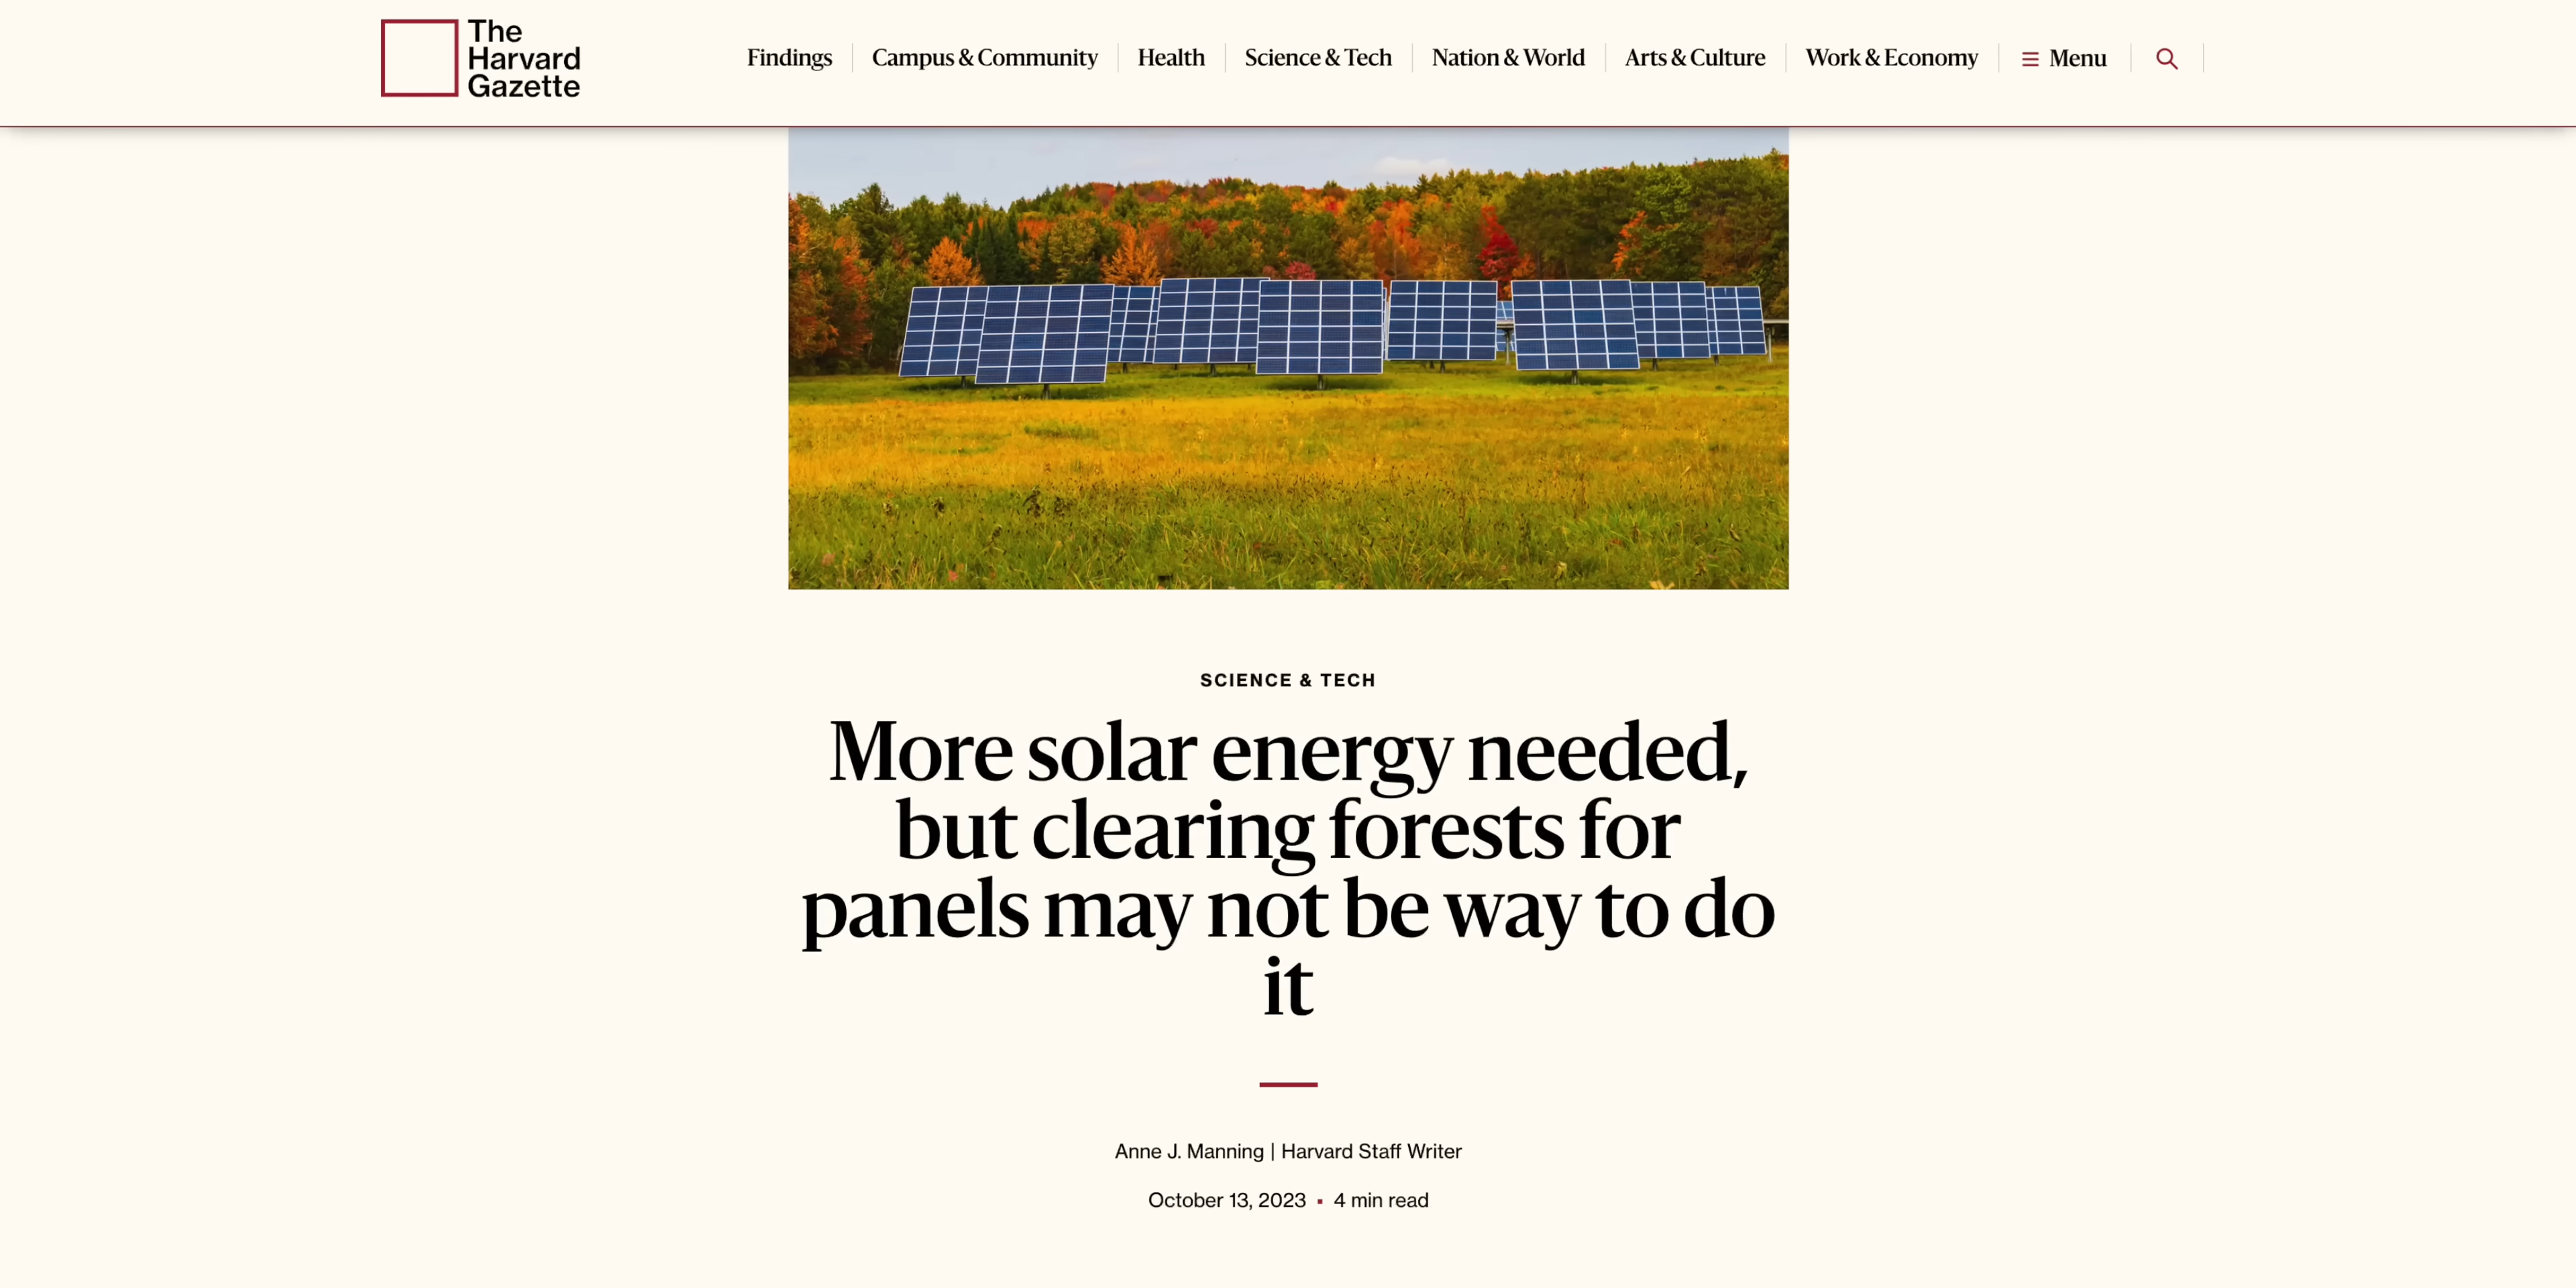 The
Harvard
Gazette
Findings
Campus & Community
Health
Science & Tech
Nation & World
Arts & Culture
Work & Economy
Menu
SCIENCE & TECH
More solar energy needed,
but clearing forests for
panels may not be way to do
it
Anne J. Manning | Harvard Staff Writer
October 13, 2023 ▪ 4 min read